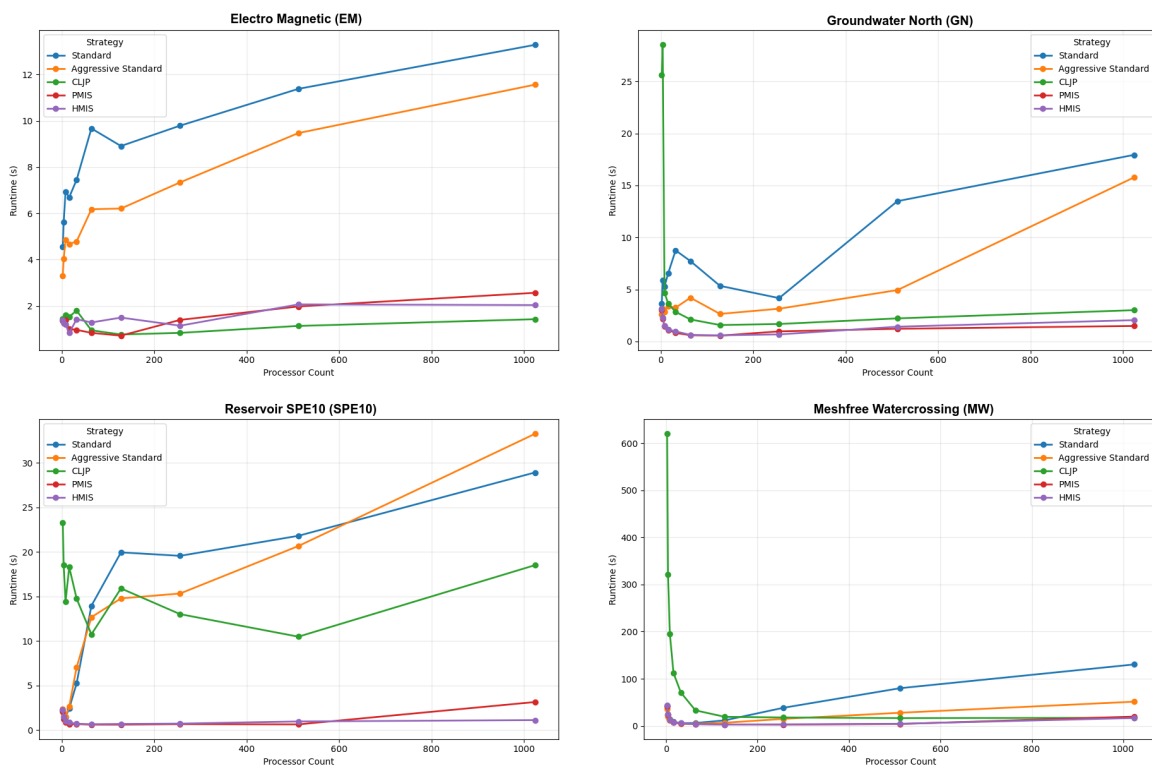 Electro Magnetic (EM)
Strategy
Standard
Aggressive Standard
CLJP
PMIS
HMIS
Runtime (s)
12
10
8
6
4
2
0
200
400
600
800
1000
Processor Count
Groundwater North (GN)
Strategy
Standard
Aggressive Standard
CLJP
PMIS
HMIS
Runtime (s)
25
20
15
10
5
0
0
200
400
600
800
1000
Processor Count
Reservoir SPE10 (SPE10)
Strategy
Standard
Aggressive Standard
CLJP
PMIS
HMIS
Runtime (s)
30
25
20
15
10
5
0
0
200
400
600
800
1000
Processor Count
Meshfree Watercrossing (MW)
Strategy
Standard
Aggressive Standard
CLJP
PMIS
HMIS
Runtime (s)
600
500
400
300
200
100
0
0
200
400
600
800
1000
Processor Count